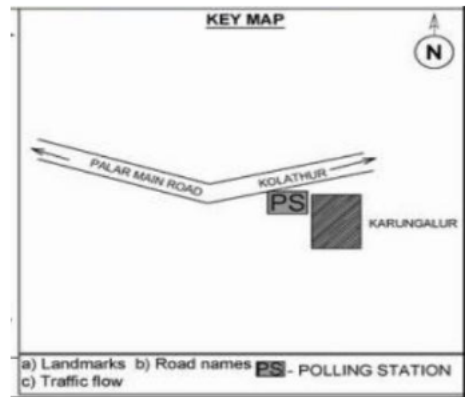 KEY MAP
N
PALAR MAIN ROAD
KOLATHUR
PS
KARUNGALUR
a) Landmarks b) Road names PS - POLLING STATION
c) Traffic flow